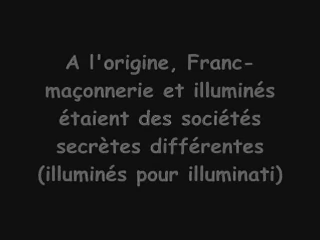 A l'origine, Franc-
maçonnerie et illuminés
étaient des sociétés
secrètes différentes
(illuminés pour illuminati)